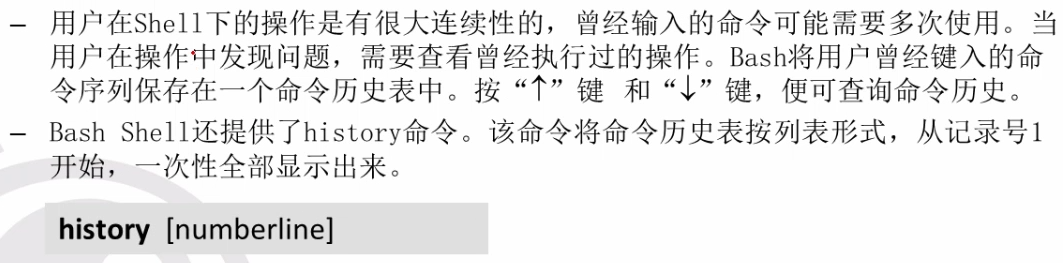 – 用户在Shell下的操作是有很大连续性的，曾经输入的命令可能需要多次使用。当
用户在操作中发现问题，需要查看曾经执行过的操作。Bash将用户曾经键入的命
令序列保存在一个命令历史表中。按“↑”键 和“↓”键，便可查询命令历史。
– Bash Shell还提供了history命令。该命令将命令历史表按列表形式，从记录号1
开始，一次性全部显示出来。
history [numberline]